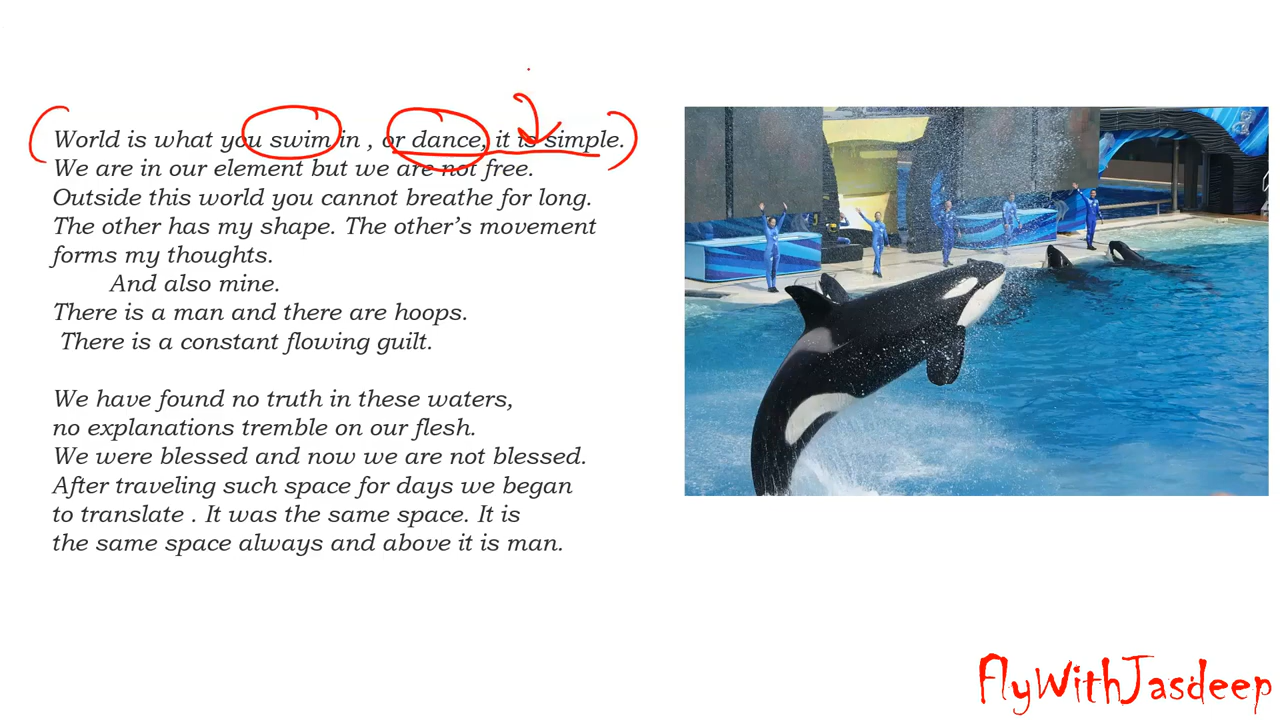 World is what you swim in , or dance, it is simple.
We are in our element but we are not free.
Outside this world you cannot breathe for long.
The other has my shape. The other's movement
forms my thoughts.
And also mine.
There is a man and there are hoops.
There is a constant flowing guilt.
We have found no truth in these waters,
no explanations tremble on our flesh.
We were blessed and now we are not blessed.
After traveling such space for days we began
to translate . It was the same space. It is
the same space always and above it is man.
FlyWithJasdeep